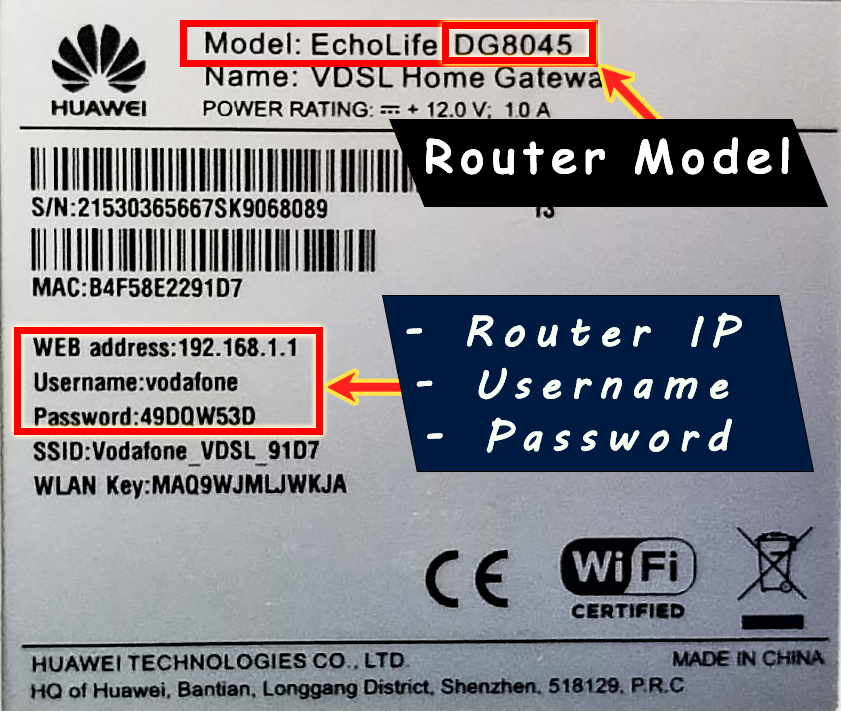 HUAWEI
Model: EchoLife DG8045
Name: VDSL Home Gatewa
POWER RATING: ⎓ + 12.0 V; 1.0 A
Router Model
S/N:21530365667SK9068089
MAC:B4F58E2291D7
WEB address:192.168.1.1
Username:vodafone
Password:49DQW53D
- Router IP
- Username
- Password
SSID:Vodafone_VDSL_91D7
WLAN Key:MAQ9WJMLJWKJA
CE
Wi Fi
CERTIFIED
HUAWEI TECHNOLOGIES CO., LTD.
MADE IN CHINA
HQ of Huawei, Bantian, Longgang District, Shenzhen, 518129, P.R.C